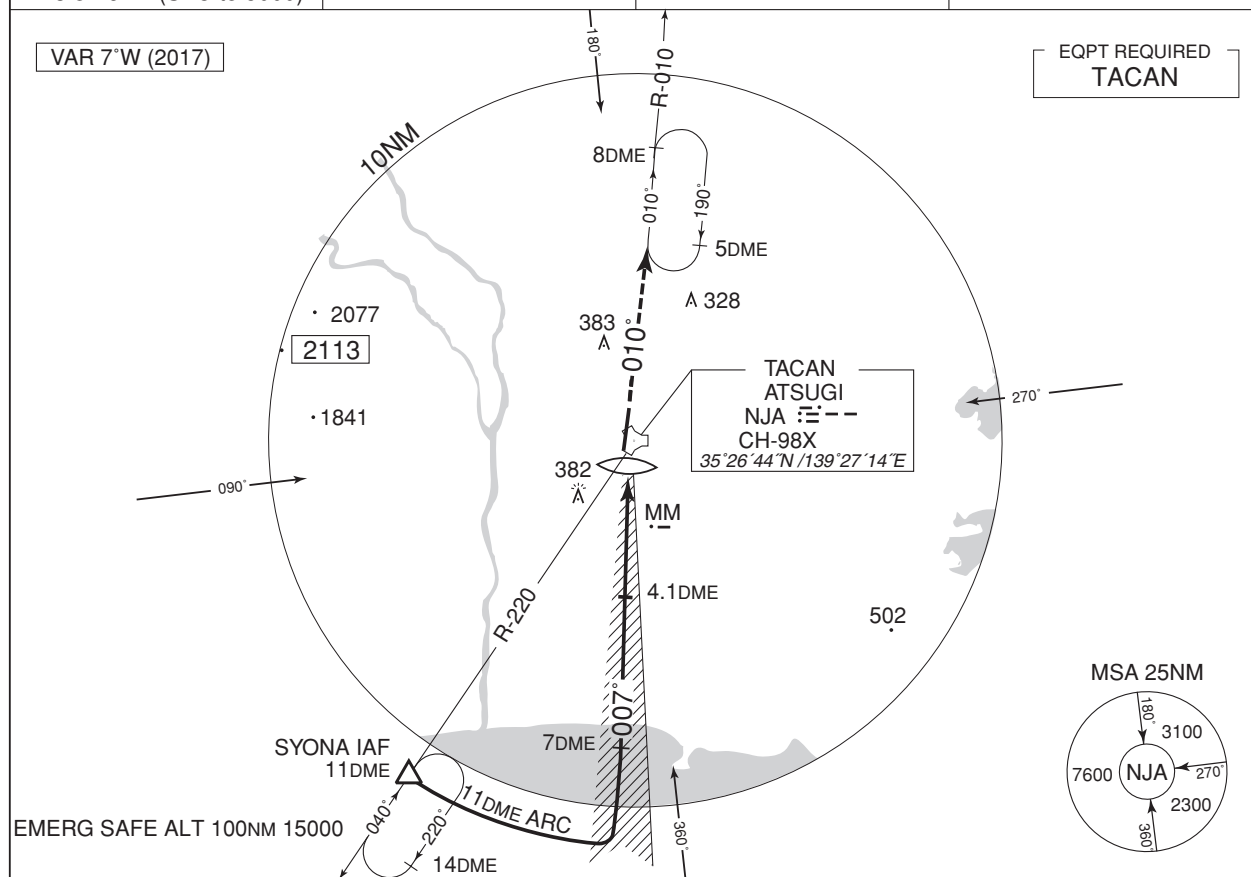 VAR 7°W (2017)
EQPT REQUIRED
TACAN
180°
R-010
10NM
8DME
010°
190°
5DME
328
2077
383
2113
010°
TACAN
ATSUGI
NJA
CH-98X
35°26´44˝N /139°27´14˝E
270°
1841
382
090°
MM
4.1DME
R-220
502
007°
MSA 25NM
180°
3100
7600
NJA
270°
2300
360°
7DME
SYONA IAF
11DME
11DME ARC
040°
220°
360°
EMERG SAFE ALT 100NM 15000
14DME